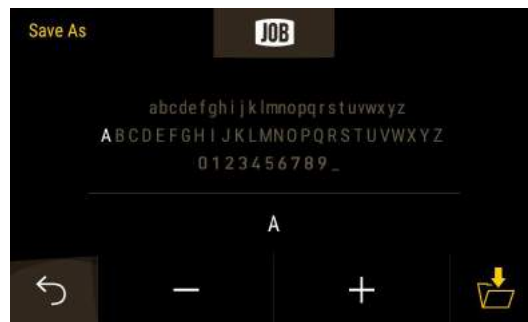 Save As
JOB
abcdefghijklmnopqrstuvwxyz
ABCDEFGHIJKLMNOPQRSTUVWXYZ
0123456789_
A